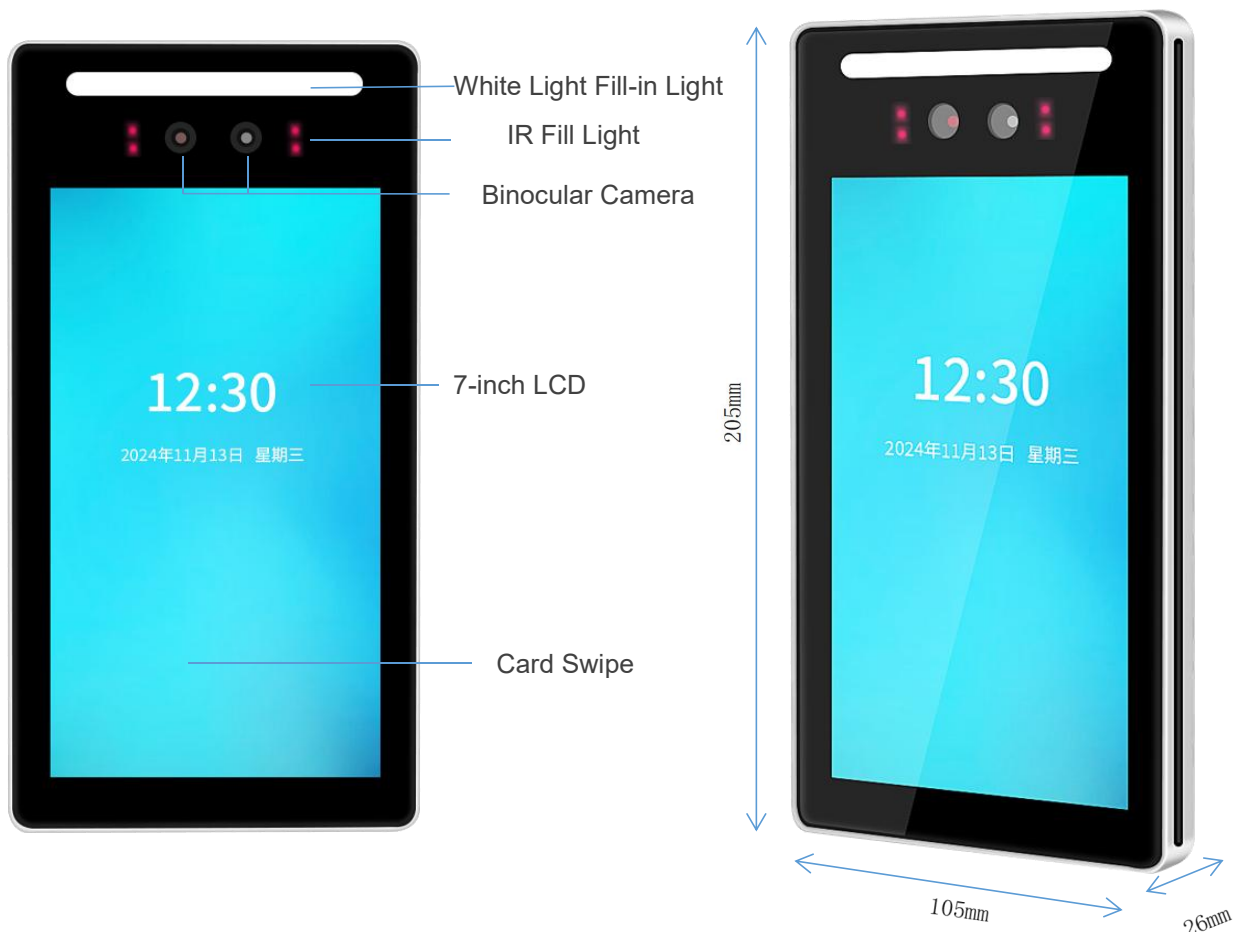 White Light Fill-in Light
IR Fill Light
Binocular Camera
12:30
7-inch LCD
2024年11月13日 星期三
Card Swipe
205mm
12:30
2024年11月13日 星期三
105mm
26mm